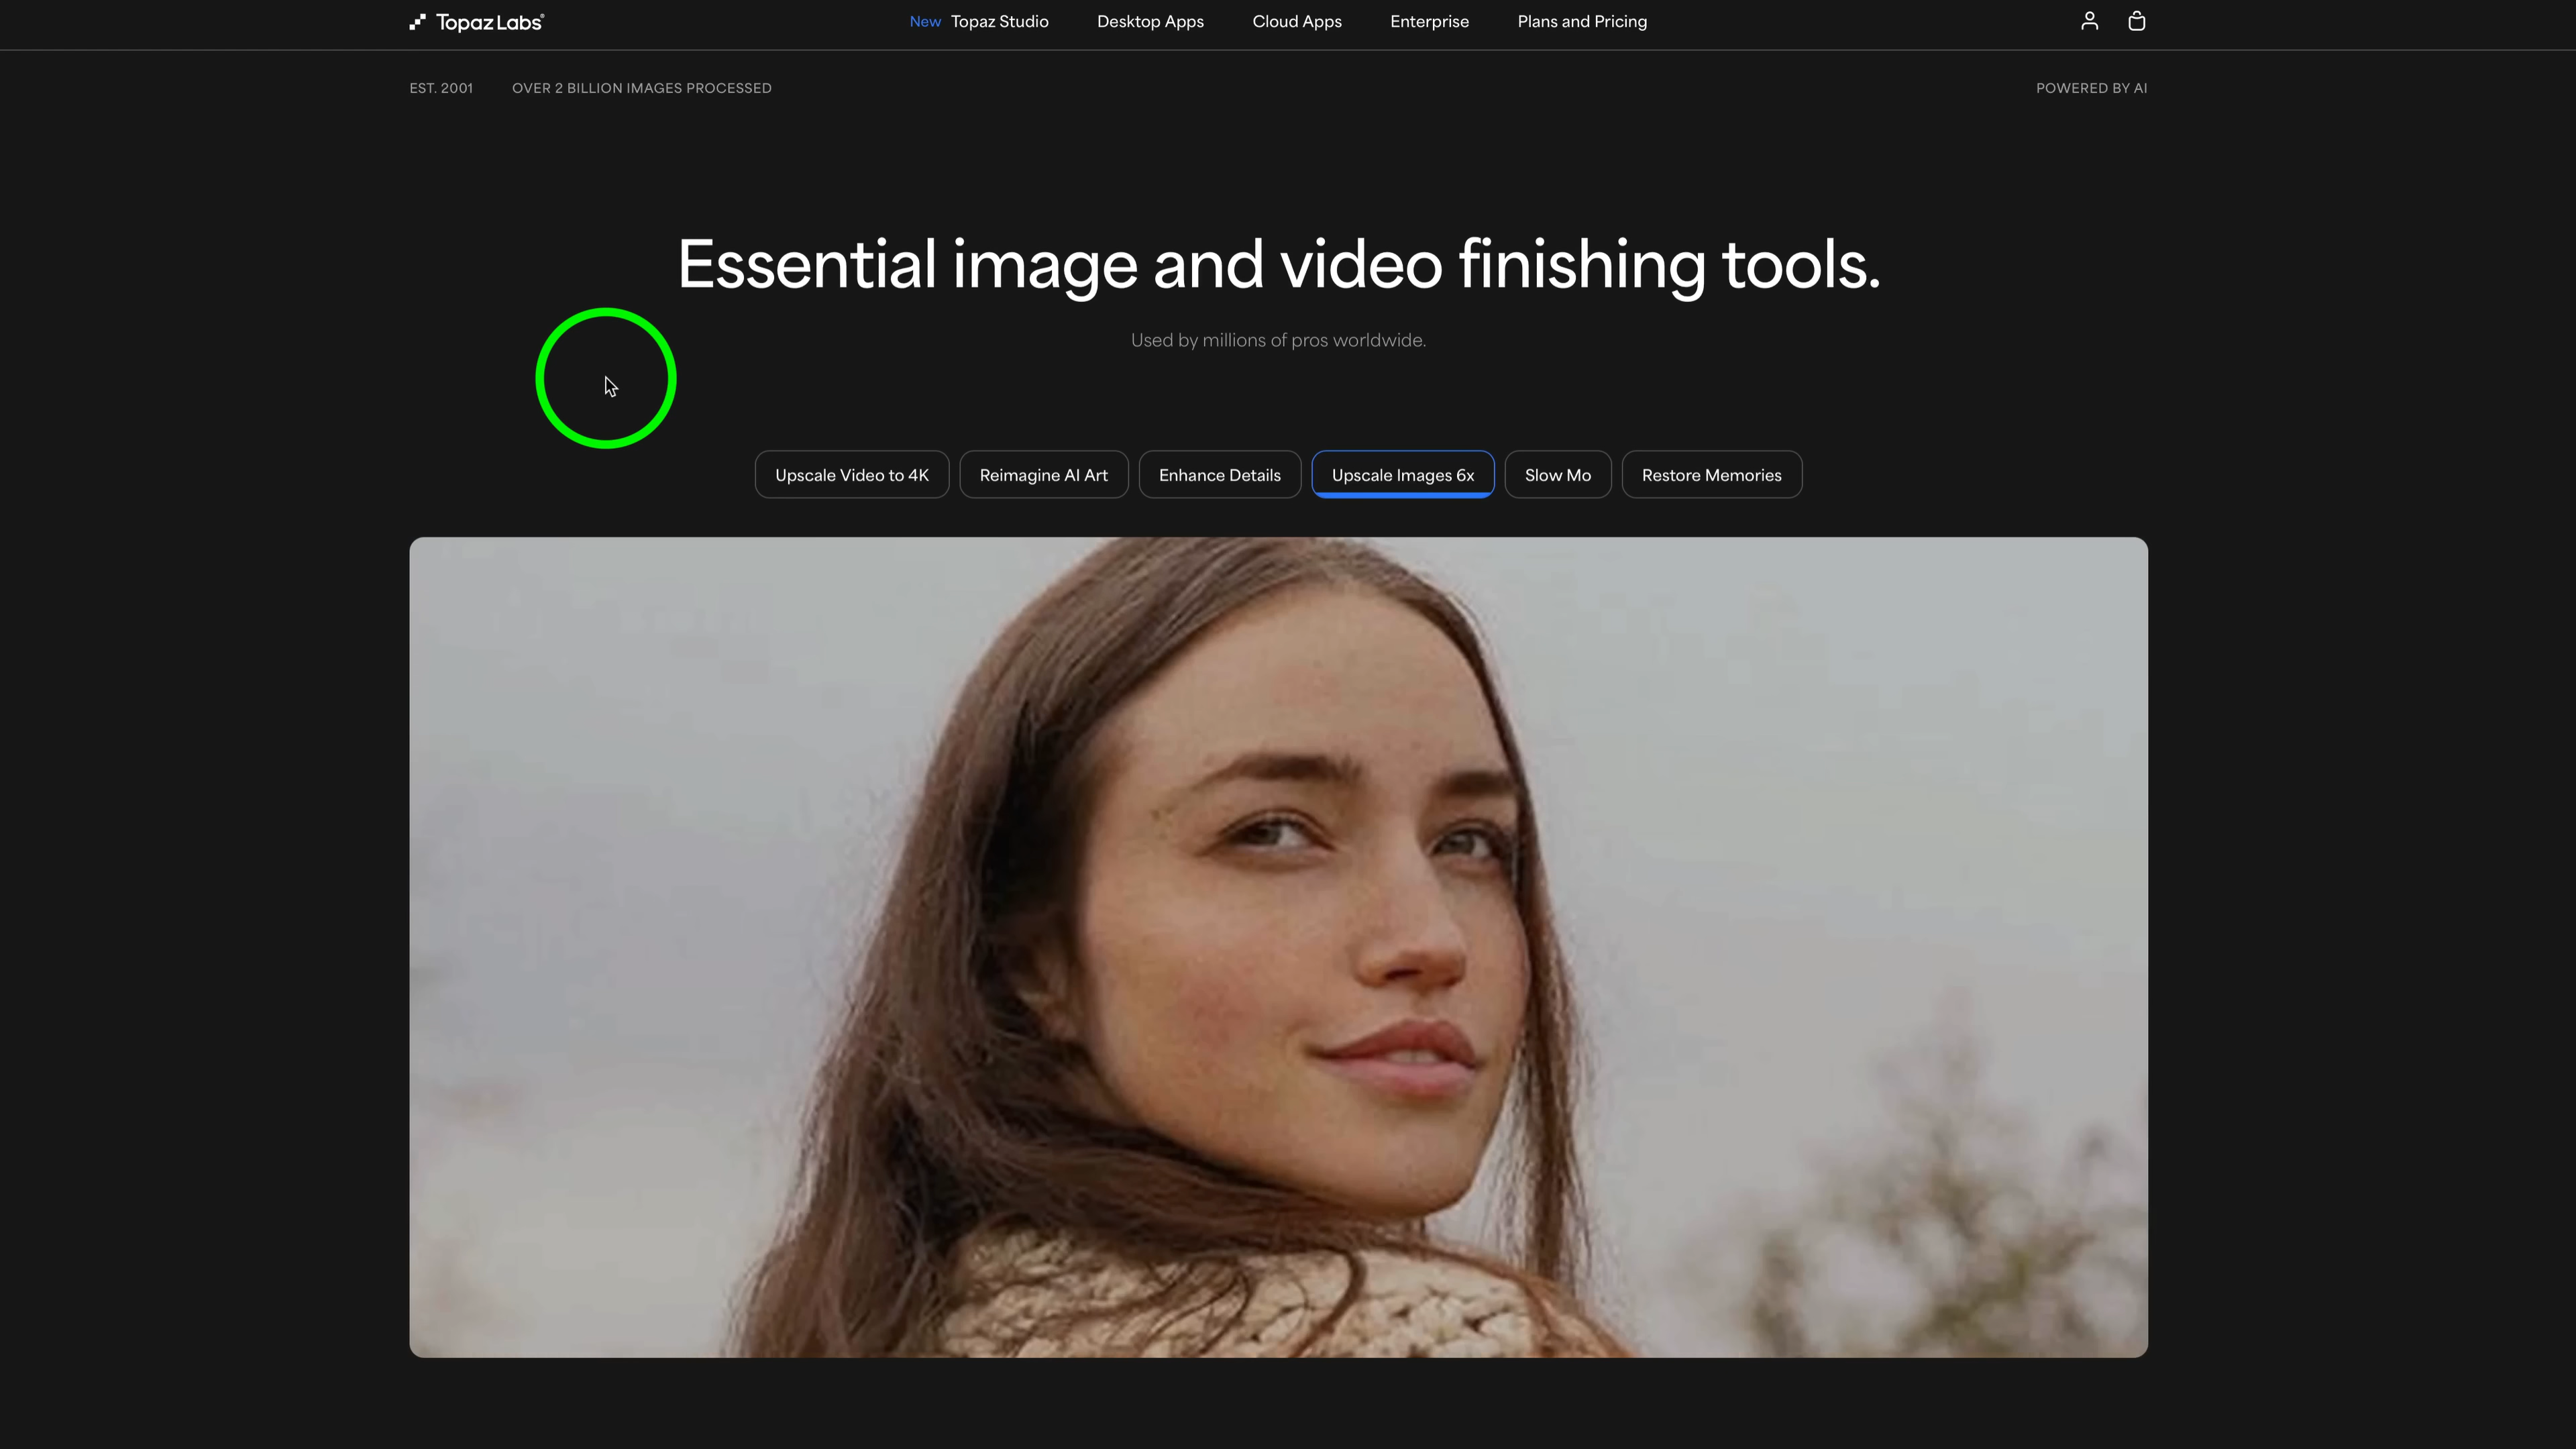 Topaz Labs®
New Topaz Studio Desktop Apps Cloud Apps Enterprise Plans and Pricing
EST. 2001 OVER 2 BILLION IMAGES PROCESSED POWERED BY AI
Essential image and video finishing tools.
Used by millions of pros worldwide.
Upscale Video to 4K Reimagine AI Art Enhance Details Upscale Images 6x Slow Mo Restore Memories